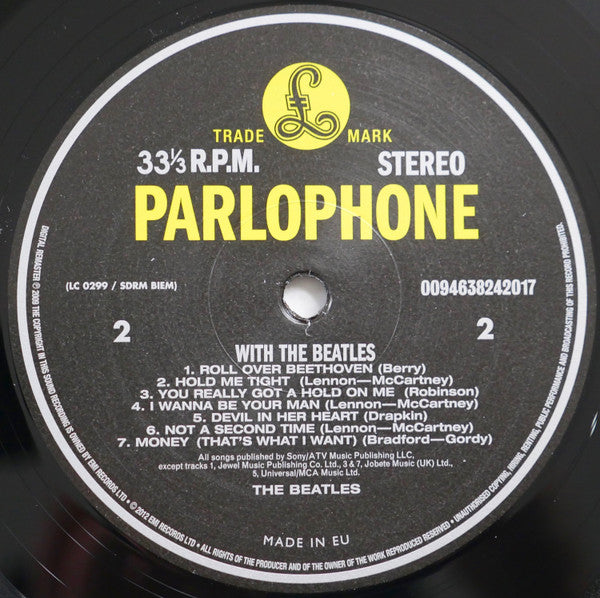 £
TRADE MARK
33⅓ R.P.M. STEREO
PARLOPHONE
(LC 0299 / SDRM BIEM) 0094638242017
2 2
WITH THE BEATLES
1. ROLL OVER BEETHOVEN (Berry)
2. HOLD ME TIGHT (Lennon—McCartney)
3. YOU REALLY GOT A HOLD ON ME (Robinson)
4. I WANNA BE YOUR MAN (Lennon—McCartney)
5. DEVIL IN HER HEART (Drapkin)
6. NOT A SECOND TIME (Lennon—McCartney)
7. MONEY (THAT'S WHAT I WANT) (Bradford—Gordy)
All songs published by Sony/ATV Music Publishing LLC,
except tracks 1, Jewel Music Publishing Co. Ltd., 3 & 7, Jobete Music (UK) Ltd.,
5, Universal/MCA Music Ltd.
THE BEATLES
MADE IN EU
DIGITAL REMASTER ℗ 2009 THE COPYRIGHT IN THIS SOUND RECORDING IS OWNED BY EMI RECORDS LTD • © 2012 EMI RECORDS LTD • ALL RIGHTS OF THE PRODUCER AND OF THE OWNER OF THE WORK REPRODUCED RESERVED • UNAUTHORISED COPYING, HIRING, RENTING, PUBLIC PERFORMANCE AND BROADCASTING OF THIS RECORD PROHIBITED.